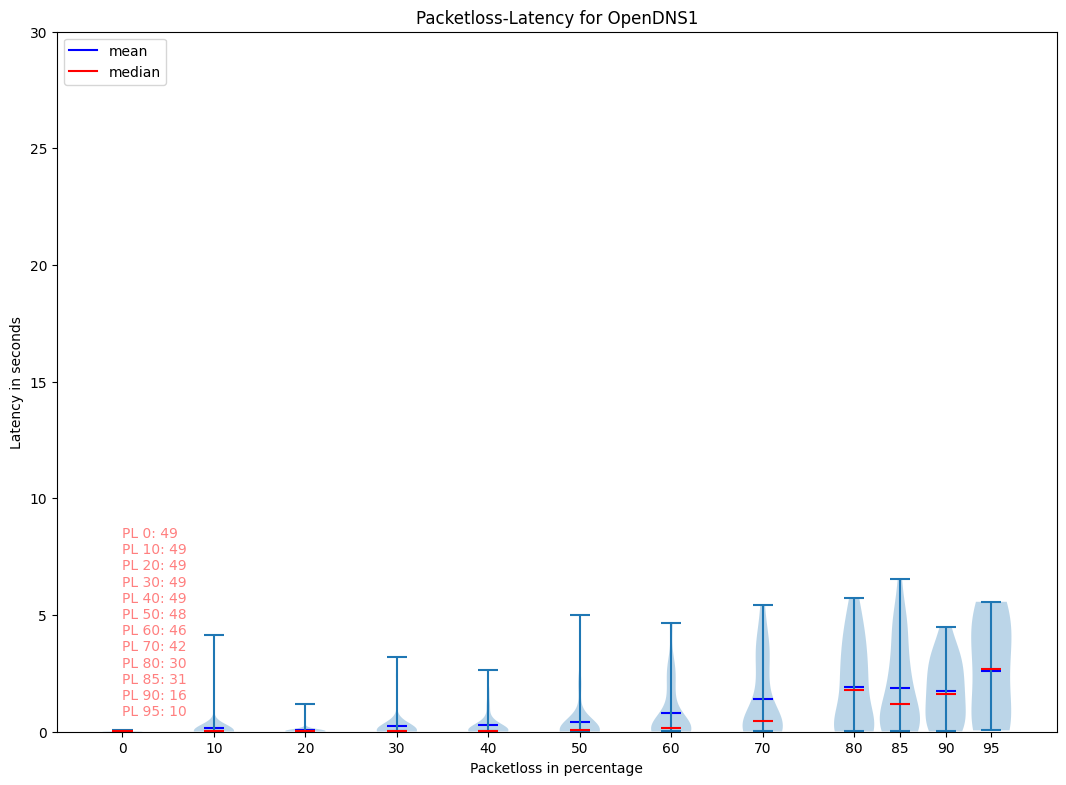 Packetloss-Latency for OpenDNS1
mean
median
30
25
20
15
10
5
0
Latency in seconds
PL 0: 49
PL 10: 49
PL 20: 49
PL 30: 49
PL 40: 49
PL 50: 48
PL 60: 46
PL 70: 42
PL 80: 30
PL 85: 31
PL 90: 16
PL 95: 10
0 10 20 30 40 50 60 70 80 85 90 95
Packetloss in percentage